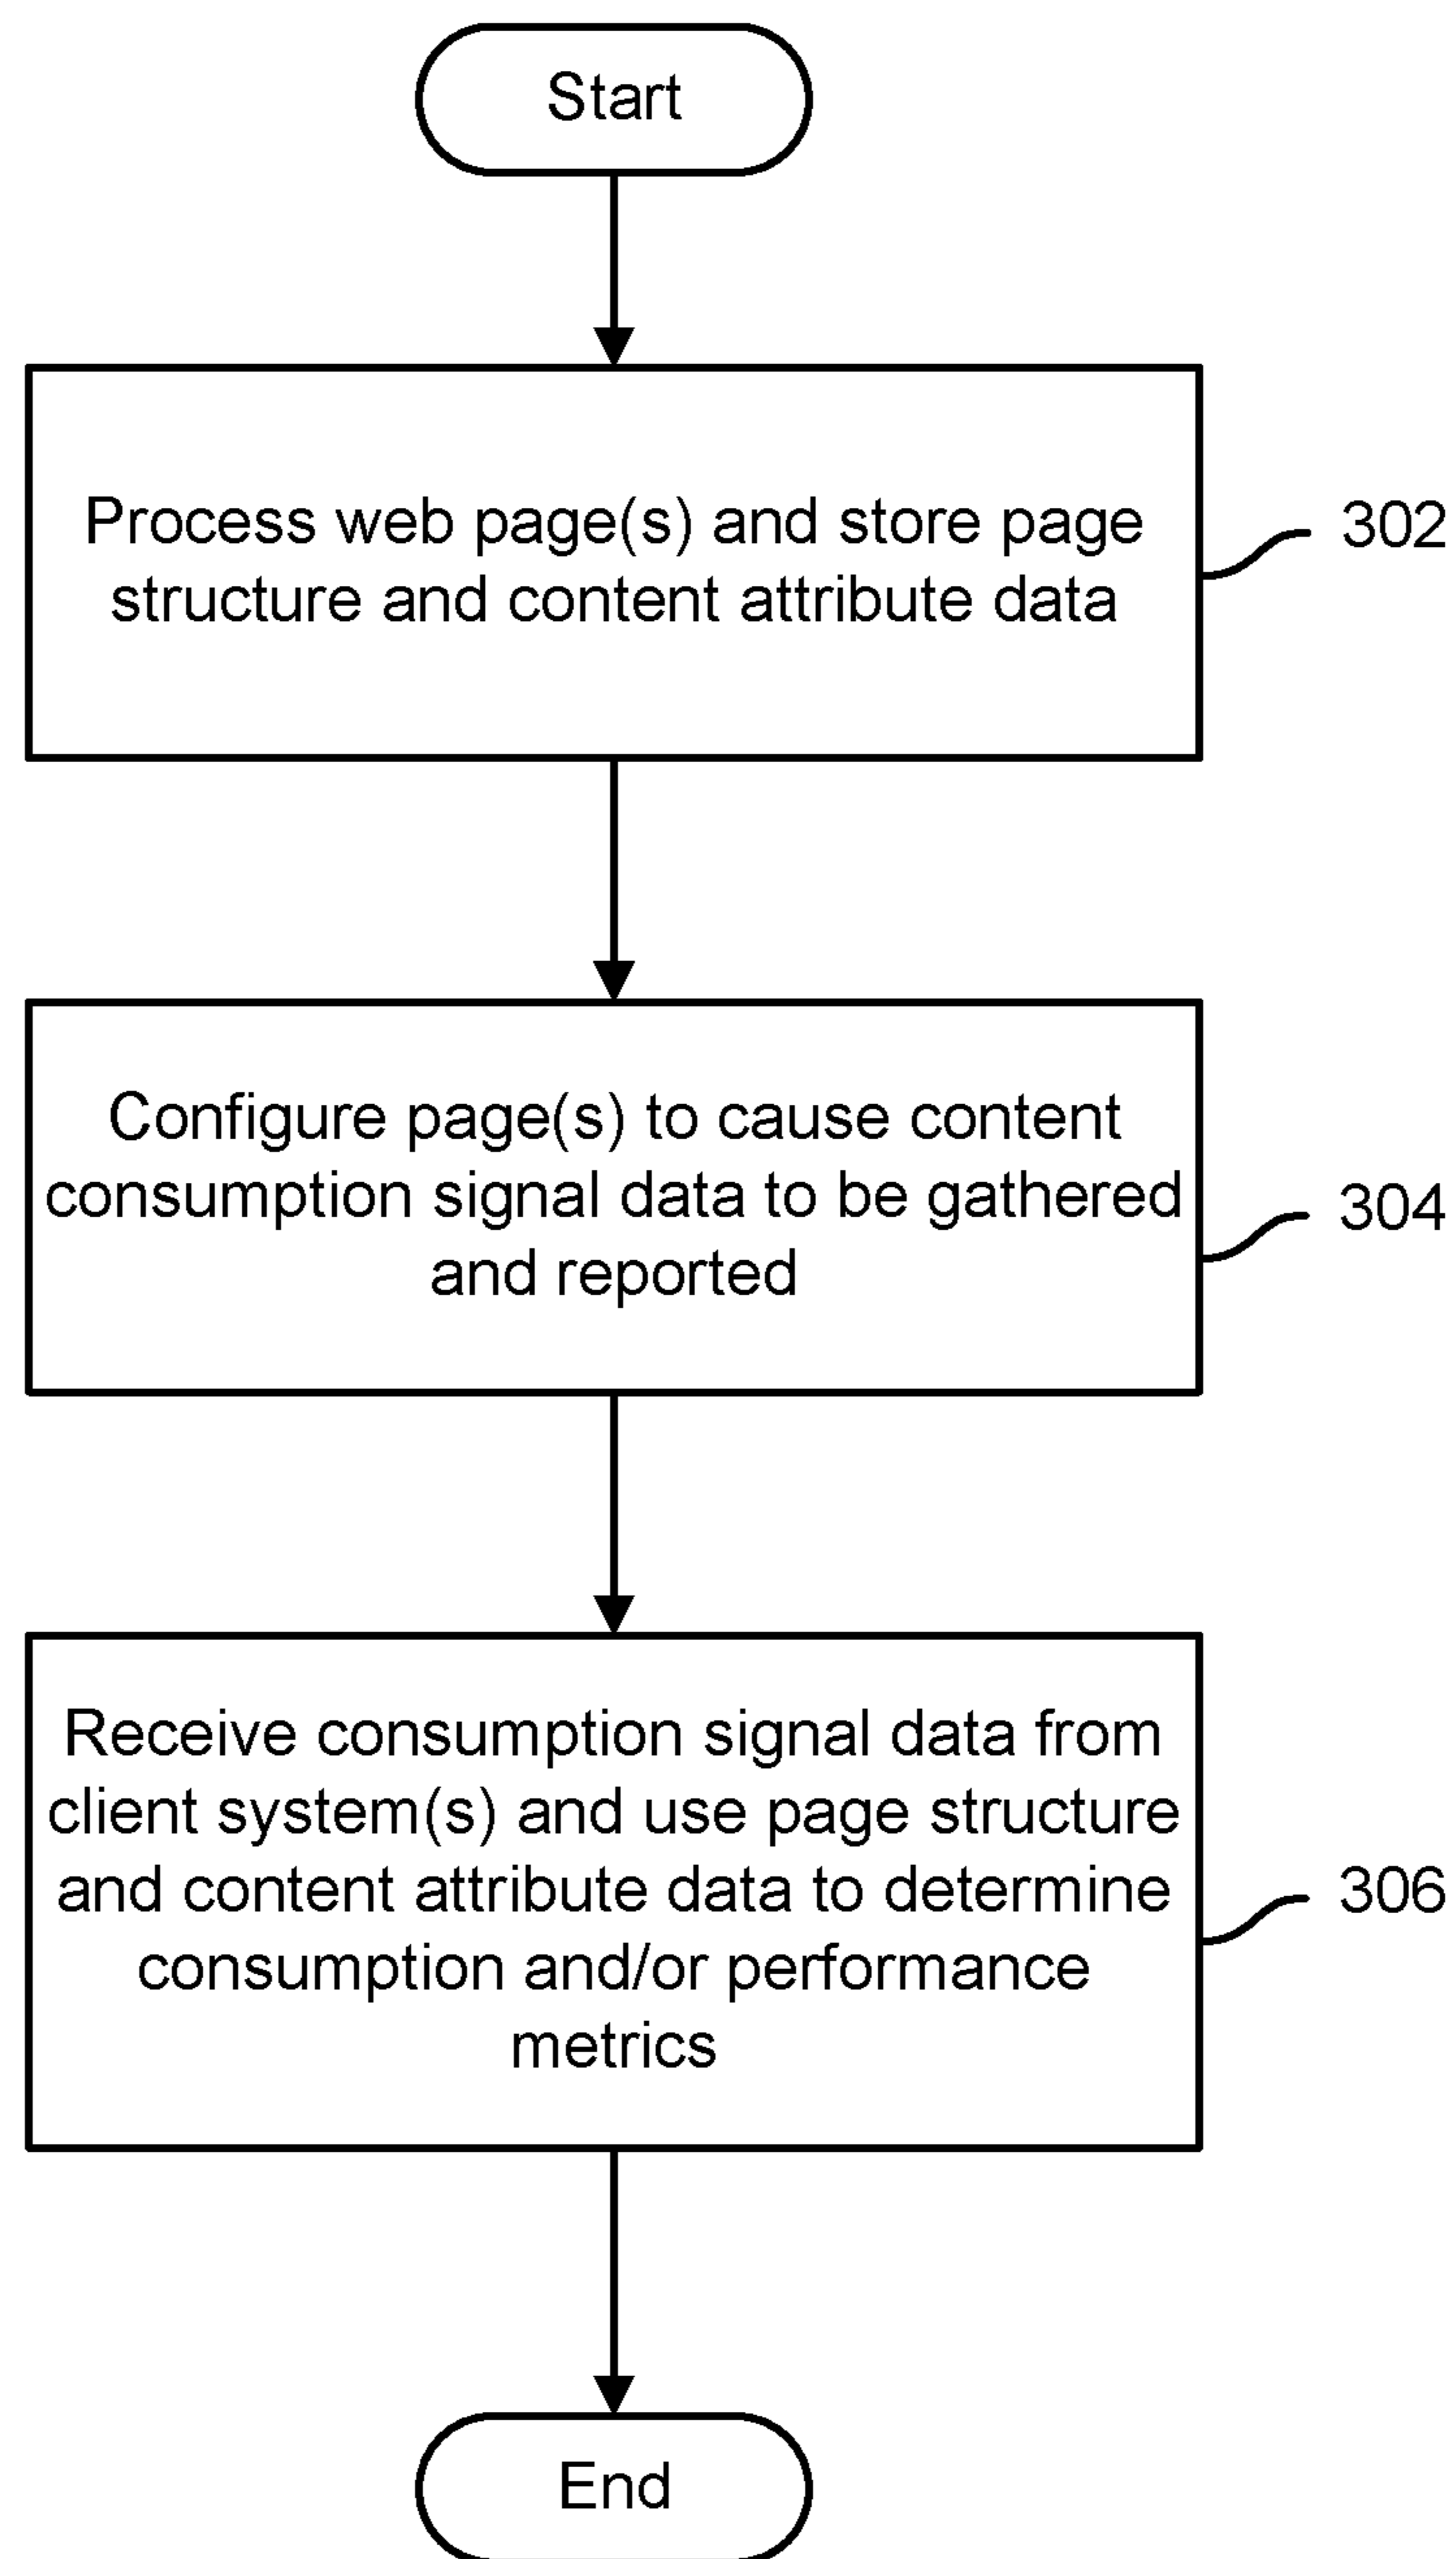 Start
Process web page(s) and store page
structure and content attribute data
302
Configure page(s) to cause content
consumption signal data to be gathered
and reported
304
Receive consumption signal data from
client system(s) and use page structure
and content attribute data to determine
consumption and/or performance
metrics
306
End